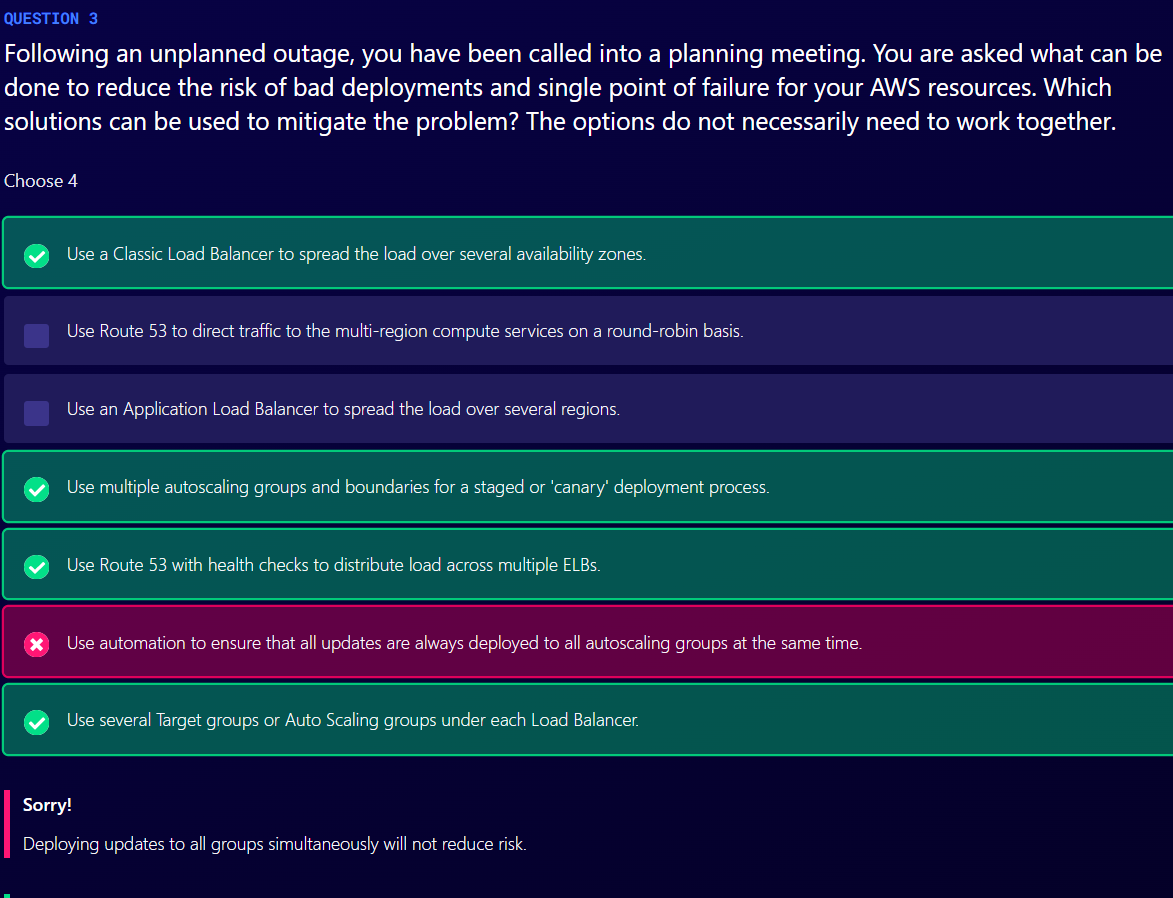 QUESTION 3
Following an unplanned outage, you have been called into a planning meeting. You are asked what can be
done to reduce the risk of bad deployments and single point of failure for your AWS resources. Which
solutions can be used to mitigate the problem? The options do not necessarily need to work together.
Choose 4
Use a Classic Load Balancer to spread the load over several availability zones.
Use Route 53 to direct traffic to the multi-region compute services on a round-robin basis.
Use an Application Load Balancer to spread the load over several regions.
Use multiple autoscaling groups and boundaries for a staged or 'canary' deployment process.
Use Route 53 with health checks to distribute load across multiple ELBs.
Use automation to ensure that all updates are always deployed to all autoscaling groups at the same time.
Use several Target groups or Auto Scaling groups under each Load Balancer.
Sorry!
Deploying updates to all groups simultaneously will not reduce risk.